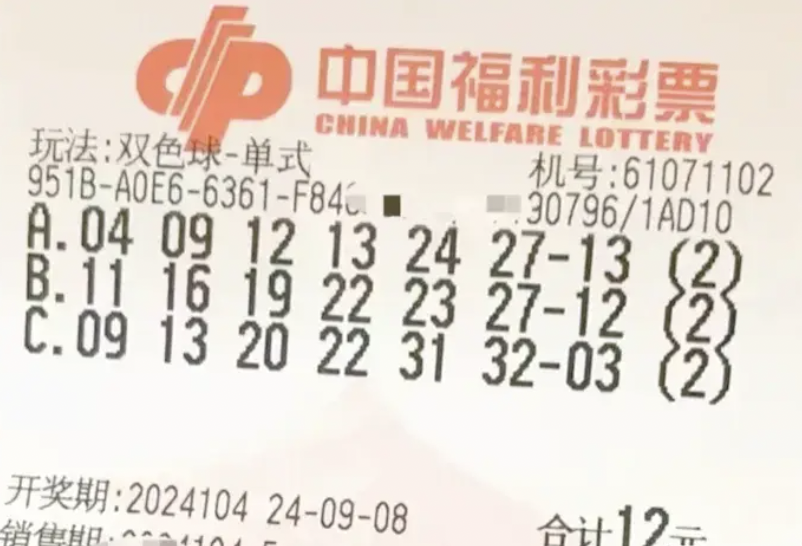 中国福利彩票
CHINA WELFARE LOTTERY
玩法:双色球-单式 机号:61071102
951B-A0E6-6361-F84 30796/1AD10
A.04 09 12 13 24 27-13 (2)
B.11 16 19 22 23 27-12 (2)
C.09 13 20 22 31 32-03 (2)
开奖期:2024104 24-09-08 合计12元
销售期: